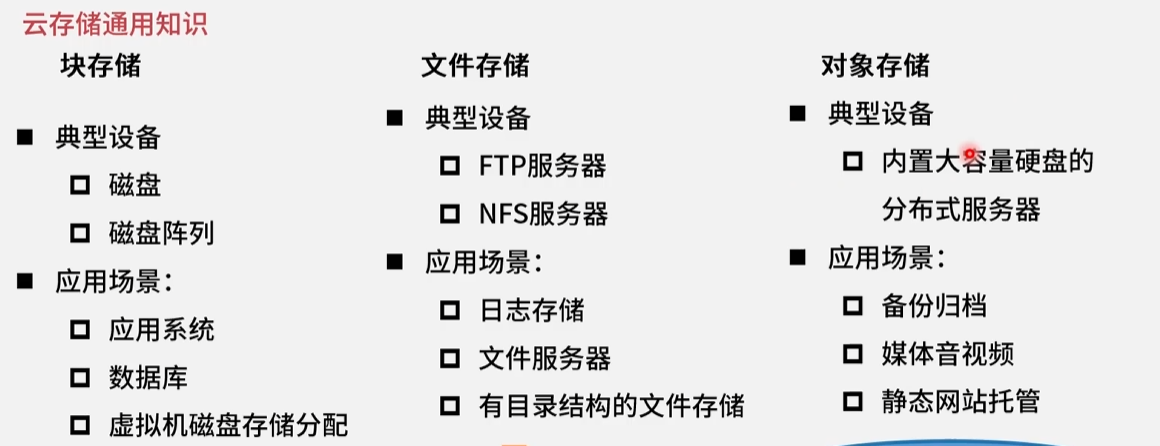 云存储通用知识
块存储
典型设备
磁盘
磁盘阵列
应用场景：
应用系统
数据库
虚拟机磁盘存储分配
文件存储
典型设备
FTP服务器
NFS服务器
应用场景：
日志存储
文件服务器
有目录结构的文件存储
对象存储
典型设备
内置大容量硬盘的
分布式服务器
应用场景：
备份归档
媒体音视频
静态网站托管